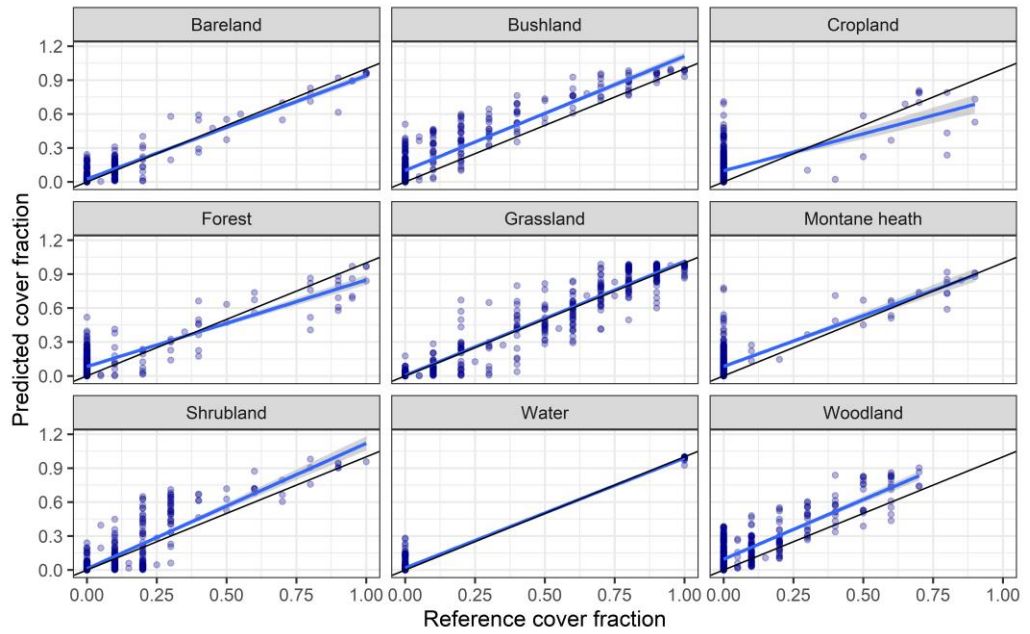 Bareland Bushland Cropland
1.2
0.9
0.6
0.3
0.0
Forest Grassland Montane heath
1.2
0.9
0.6
0.3
0.0
Shrubland Water Woodland
1.2
0.9
0.6
0.3
0.0
0.00 0.25 0.50 0.75 1.00 0.00 0.25 0.50 0.75 1.00 0.00 0.25 0.50 0.75 1.00
Predicted cover fraction
Reference cover fraction